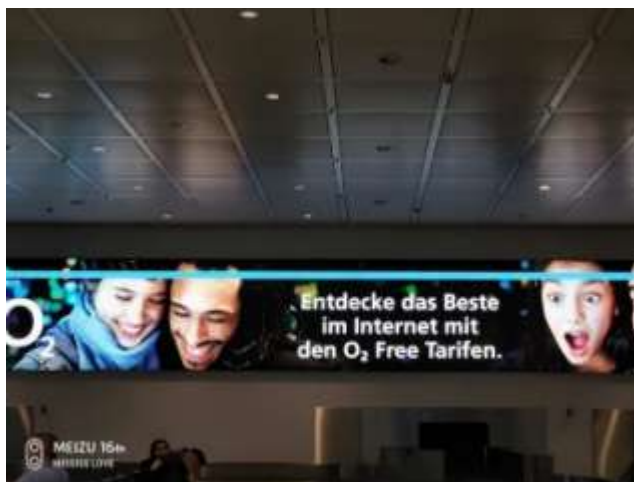 O₂
Entdecke das Beste
im Internet mit
den O₂ Free Tarifen.
MEIZU 16th